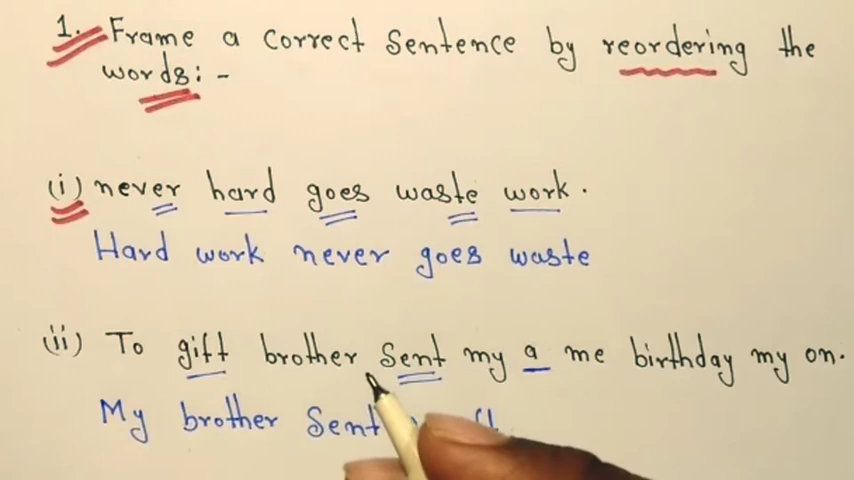 1. Frame a correct Sentence by reordering the
words: -
(i) never hard goes waste work.
Hard work never goes waste
(ii) To gift brother Sent my a me birthday my on.
My brother Sent